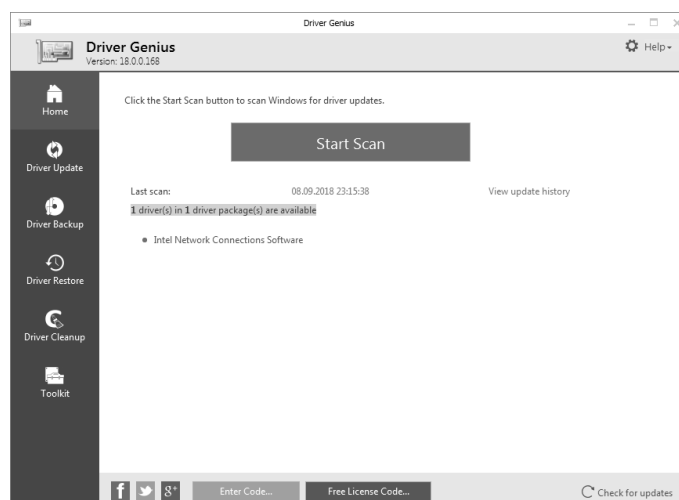 Driver Genius
Driver Genius
Version: 18.0.0.168
Help
Home
Driver Update
Driver Backup
Driver Restore
Driver Cleanup
Toolkit
Click the Start Scan button to scan Windows for driver updates.
Start Scan
Last scan: 08.09.2018 23:15:38 View update history
1 driver(s) in 1 driver package(s) are available
Intel Network Connections Software
f g+ Enter Code... Free License Code... Check for updates